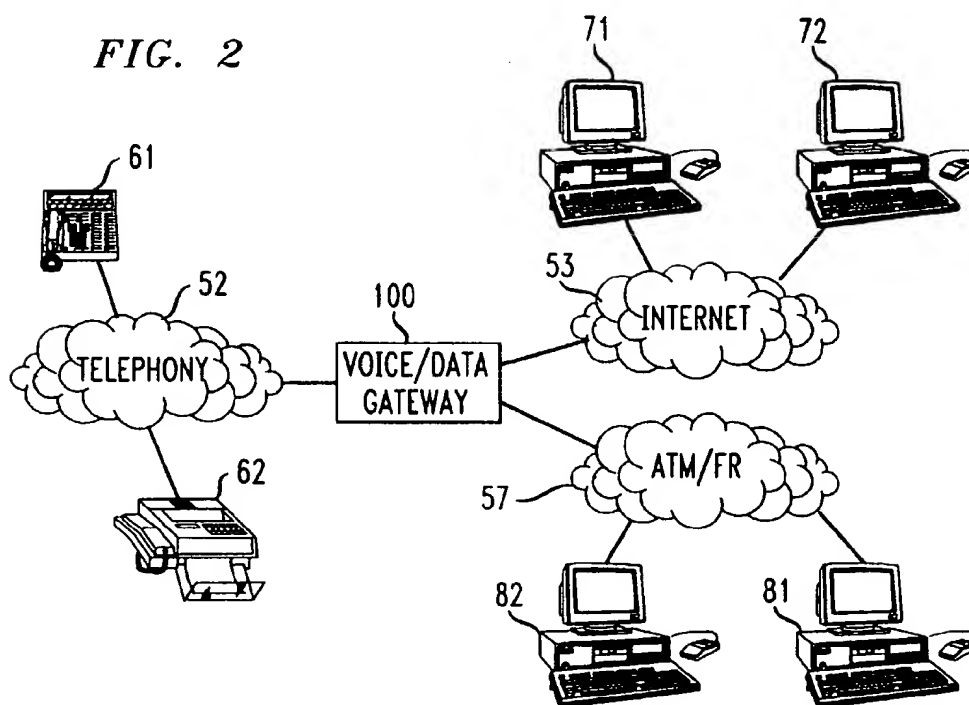 FIG. 2
71
72
61
53
52
100
INTERNET
TELEPHONY
VOICE/DATA
GATEWAY
62
ATM/FR
57
82
81